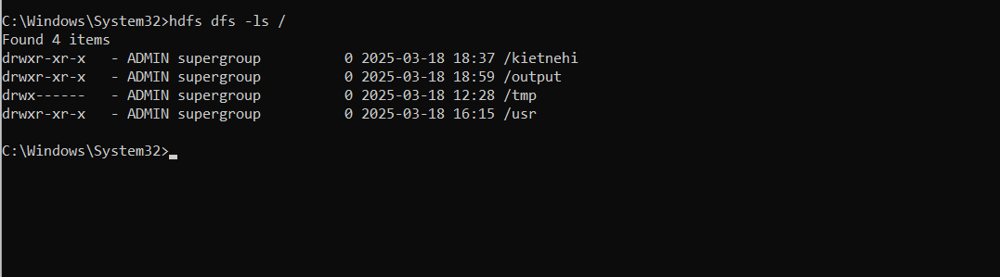 C:\Windows\System32>hdfs dfs -ls /
Found 4 items
drwxr-xr-x   - ADMIN supergroup          0 2025-03-18 18:37 /kietnehi
drwxr-xr-x   - ADMIN supergroup          0 2025-03-18 18:59 /output
drwx------   - ADMIN supergroup          0 2025-03-18 12:28 /tmp
drwxr-xr-x   - ADMIN supergroup          0 2025-03-18 16:15 /usr
C:\Windows\System32>